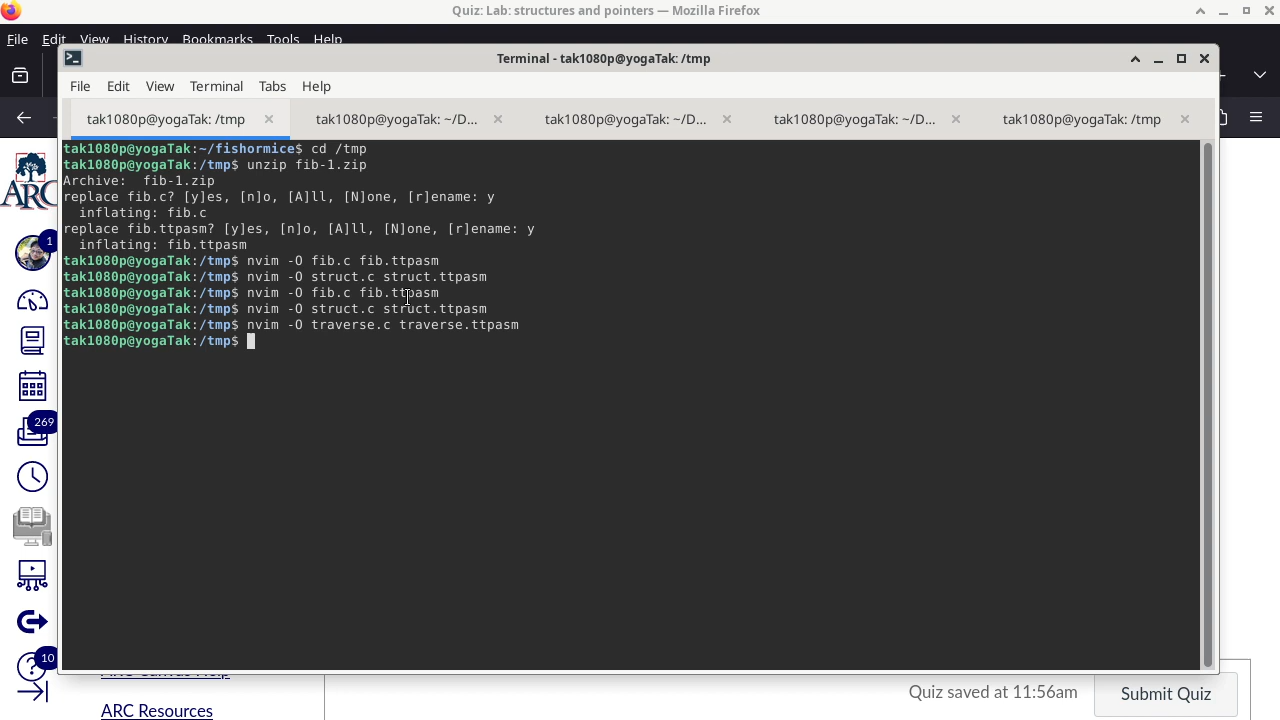 Quiz: Lab: structures and pointers — Mozilla Firefox
File Edit View History Bookmarks Tools Help
Terminal - tak1080p@yogaTak: /tmp
File Edit View Terminal Tabs Help
tak1080p@yogaTak: /tmp
tak1080p@yogaTak: ~/D...
tak1080p@yogaTak: ~/D...
tak1080p@yogaTak: ~/D...
tak1080p@yogaTak: /tmp
tak1080p@yogaTak:~/fishormice$ cd /tmp
tak1080p@yogaTak:/tmp$ unzip fib-1.zip
Archive:  fib-1.zip
replace fib.c? [y]es, [n]o, [A]ll, [N]one, [r]ename: y
  inflating: fib.c
replace fib.ttpasm? [y]es, [n]o, [A]ll, [N]one, [r]ename: y
  inflating: fib.ttpasm
tak1080p@yogaTak:/tmp$ nvim -O fib.c fib.ttpasm
tak1080p@yogaTak:/tmp$ nvim -O struct.c struct.ttpasm
tak1080p@yogaTak:/tmp$ nvim -O fib.c fib.ttpasm
tak1080p@yogaTak:/tmp$ nvim -O struct.c struct.ttpasm
tak1080p@yogaTak:/tmp$ nvim -O traverse.c traverse.ttpasm
tak1080p@yogaTak:/tmp$
ARC
1
269
10
ARC Canvas Help
ARC Resources
Quiz saved at 11:56am
Submit Quiz